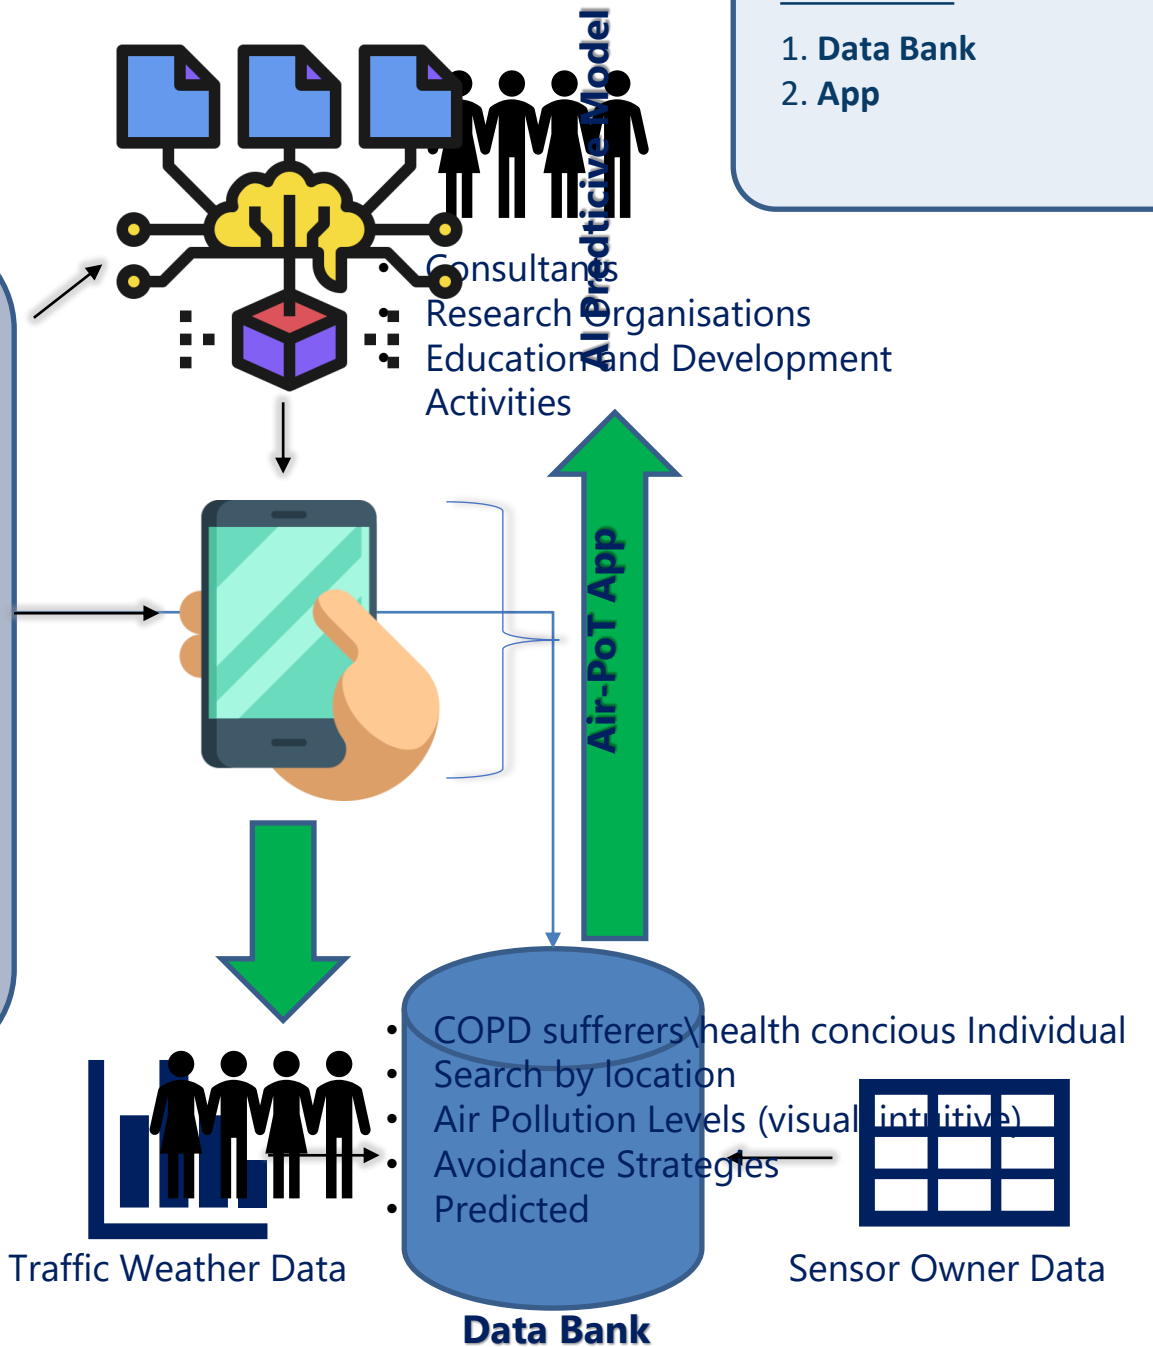 1. Data Bank
2. App
AI Predticive Model
• Consultants
• Research Organisations
• Education and Development
Activities
Air-PoT App
• COPD sufferers\health concious Individual
• Search by location
• Air Pollution Levels (visual, intuitive)
• Avoidance Strategies
• Predicted
Traffic Weather Data
Sensor Owner Data
Data Bank